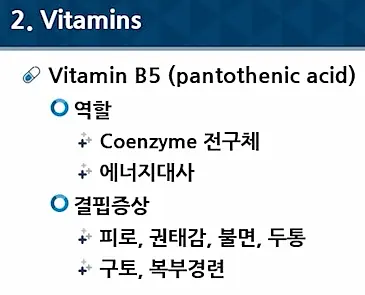 2. Vitamins
Vitamin B5 (pantothenic acid)
역할
Coenzyme 전구체
에너지대사
결핍증상
피로, 권태감, 불면, 두통
구토, 복부경련